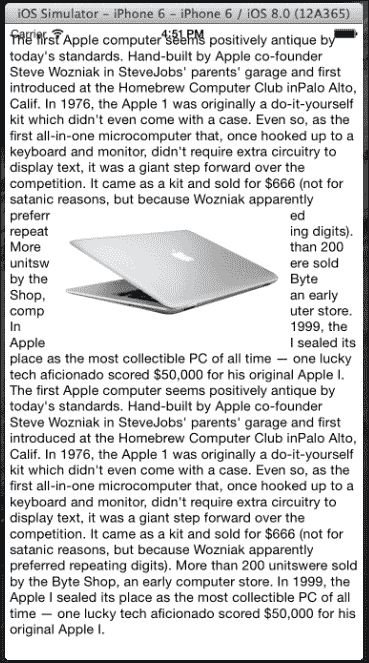 iOS Simulator - iPhone 6 - iPhone 6 / iOS 8.0 (12A365)
Carrier 4:51 PM
The first Apple computer seems positively antique by
today's standards. Hand-built by Apple co-founder
Steve Wozniak in SteveJobs' parents' garage and first
introduced at the Homebrew Computer Club inPalo Alto,
Calif. In 1976, the Apple 1 was originally a do-it-yourself
kit which didn't even come with a case. Even so, as the
first all-in-one microcomputer that, once hooked up to a
keyboard and monitor, didn't require extra circuitry to
display text, it was a giant step forward over the
competition. It came as a kit and sold for $666 (not for
satanic reasons, but because Wozniak apparently
preferr ed
repeat ing digits).
More than 200
unitsw ere sold
by the Byte
Shop, an early
comp uter store.
In 1999, the
Apple I sealed its
place as the most collectible PC of all time — one lucky
tech aficionado scored $50,000 for his original Apple I.
The first Apple computer seems positively antique by
today's standards. Hand-built by Apple co-founder
Steve Wozniak in SteveJobs' parents' garage and first
introduced at the Homebrew Computer Club inPalo Alto,
Calif. In 1976, the Apple 1 was originally a do-it-yourself
kit which didn't even come with a case. Even so, as the
first all-in-one microcomputer that, once hooked up to a
keyboard and monitor, didn't require extra circuitry to
display text, it was a giant step forward over the
competition. It came as a kit and sold for $666 (not for
satanic reasons, but because Wozniak apparently
preferred repeating digits). More than 200 unitswere sold
by the Byte Shop, an early computer store. In 1999, the
Apple I sealed its place as the most collectible PC of all
time — one lucky tech aficionado scored $50,000 for his
original Apple I.